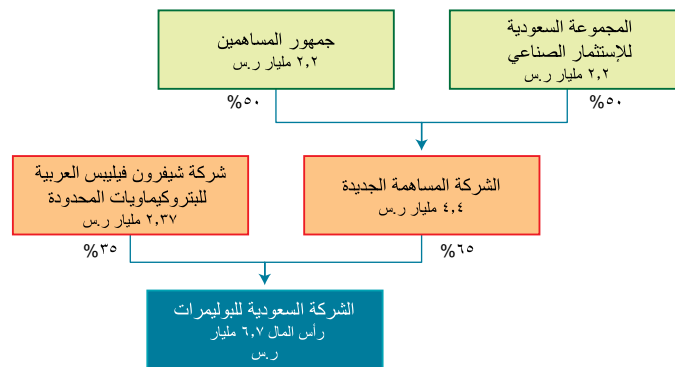 المجموعة السعودية
للإستثمار الصناعي
٢,٢ مليار ر.س
جمهور المساهمين
٢,٢ مليار ر.س
%٥٠
%٥٠
الشركة المساهمة الجديدة
٤,٤ مليار ر.س
شركة شيفرون فيليبس العربية
للبتروكيماويات المحدودة
٢,٣٧ مليار ر.س
%٦٥
%٣٥
الشركة السعودية للبوليمرات
رأس المال ٦,٧ مليار
ر.س